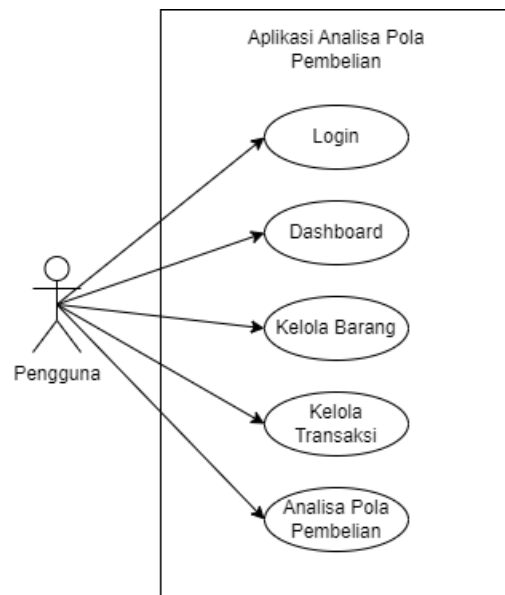 Aplikasi Analisa Pola
Pembelian
Login
Dashboard
Kelola Barang
Pengguna
Kelola
Transaksi
Analisa Pola
Pembelian